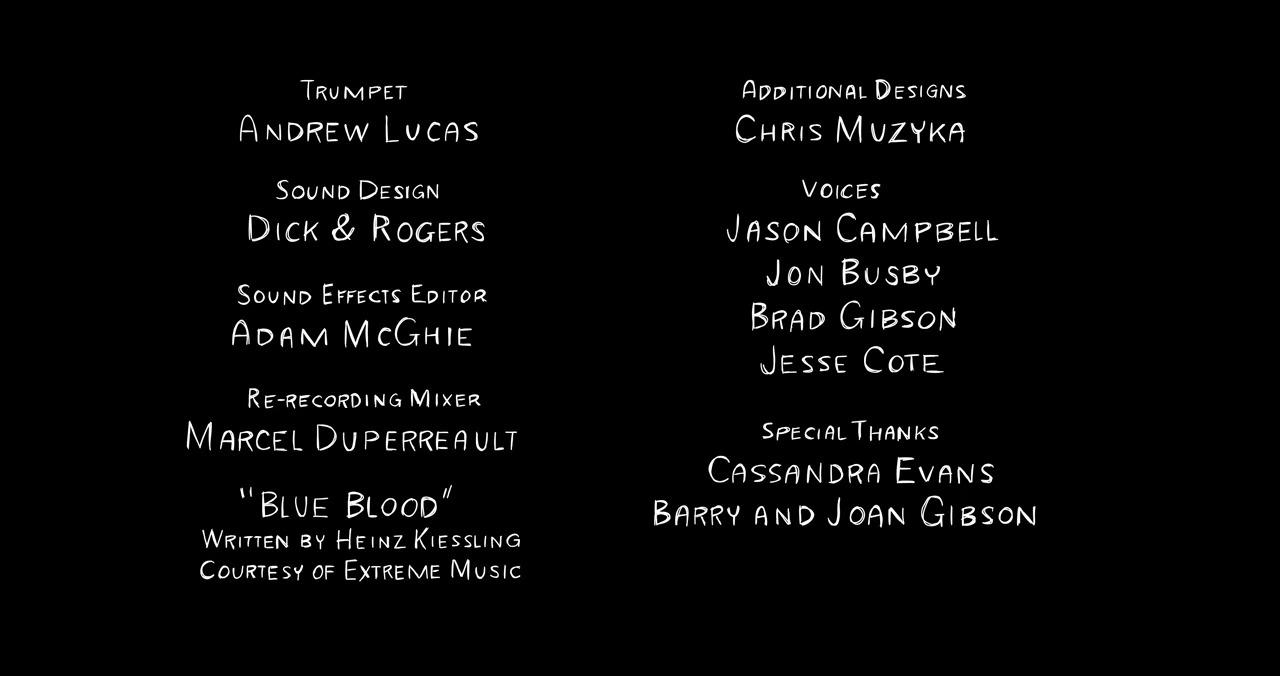 Trumpet
Andrew Lucas
Sound Design
Dick & Rogers
Sound Effects Editor
Adam McGhie
Re-recording Mixer
Marcel Duperreault
"Blue Blood"
Written by Heinz Kiessling
Courtesy of Extreme Music
Additional Designs
Chris Muzyka
Voices
Jason Campbell
Jon Busby
Brad Gibson
Jesse Cote
Special Thanks
Cassandra Evans
Barry and Joan Gibson